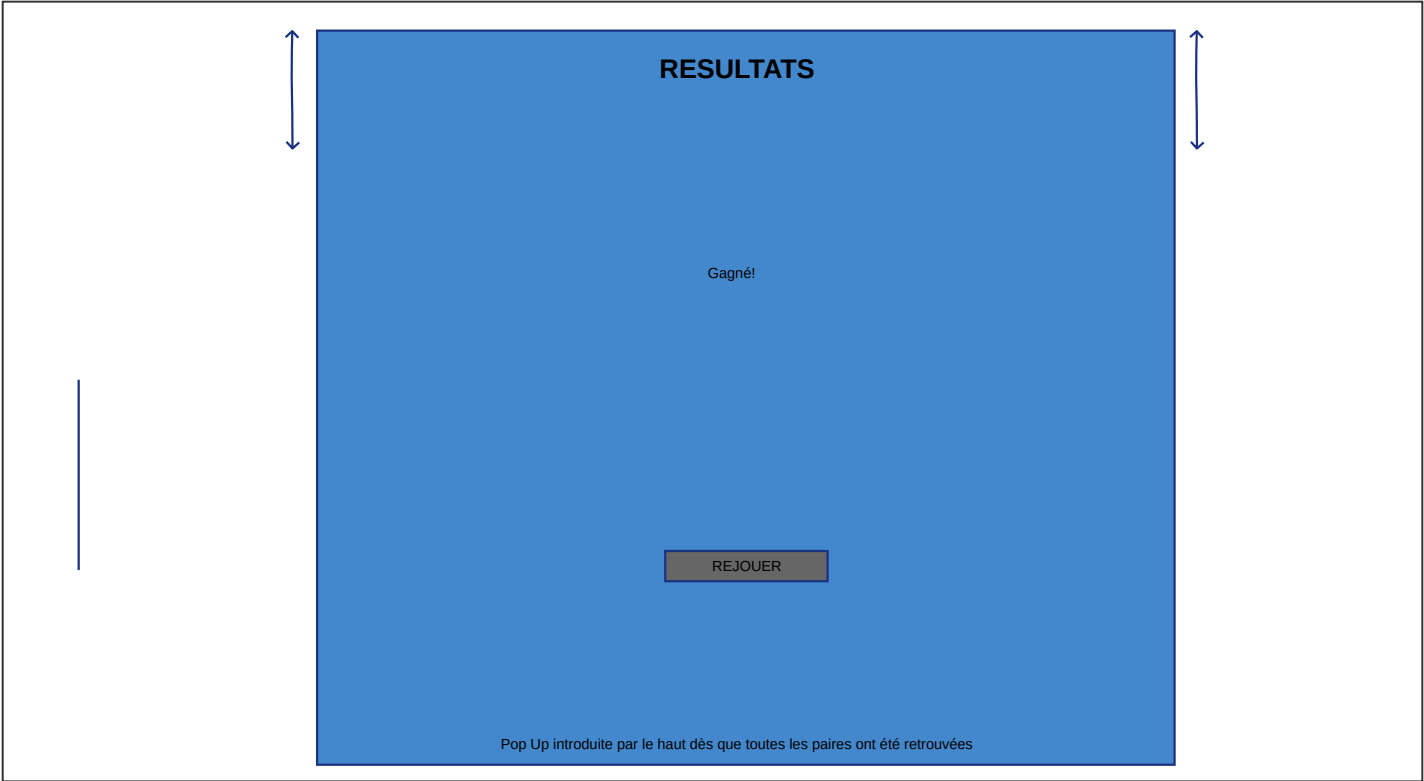 RESULTATS
Gagné!
REJOUER
Pop Up introduite par le haut dès que toutes les paires ont été retrouvées